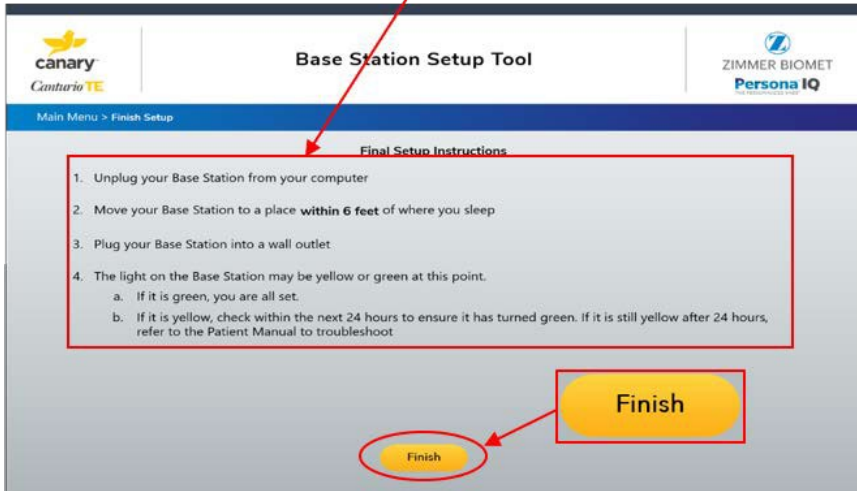 canary
Canturio TE
Base Station Setup Tool
ZIMMER BIOMET
Persona IQ
Main Menu > Finish Setup
Final Setup Instructions
1. Unplug your Base Station from your computer
2. Move your Base Station to a place within 6 feet of where you sleep
3. Plug your Base Station into a wall outlet
4. The light on the Base Station may be yellow or green at this point.
a. If it is green, you are all set.
b. If it is yellow, check within the next 24 hours to ensure it has turned green. If it is still yellow after 24 hours,
refer to the Patient Manual to troubleshoot
Finish
Finish